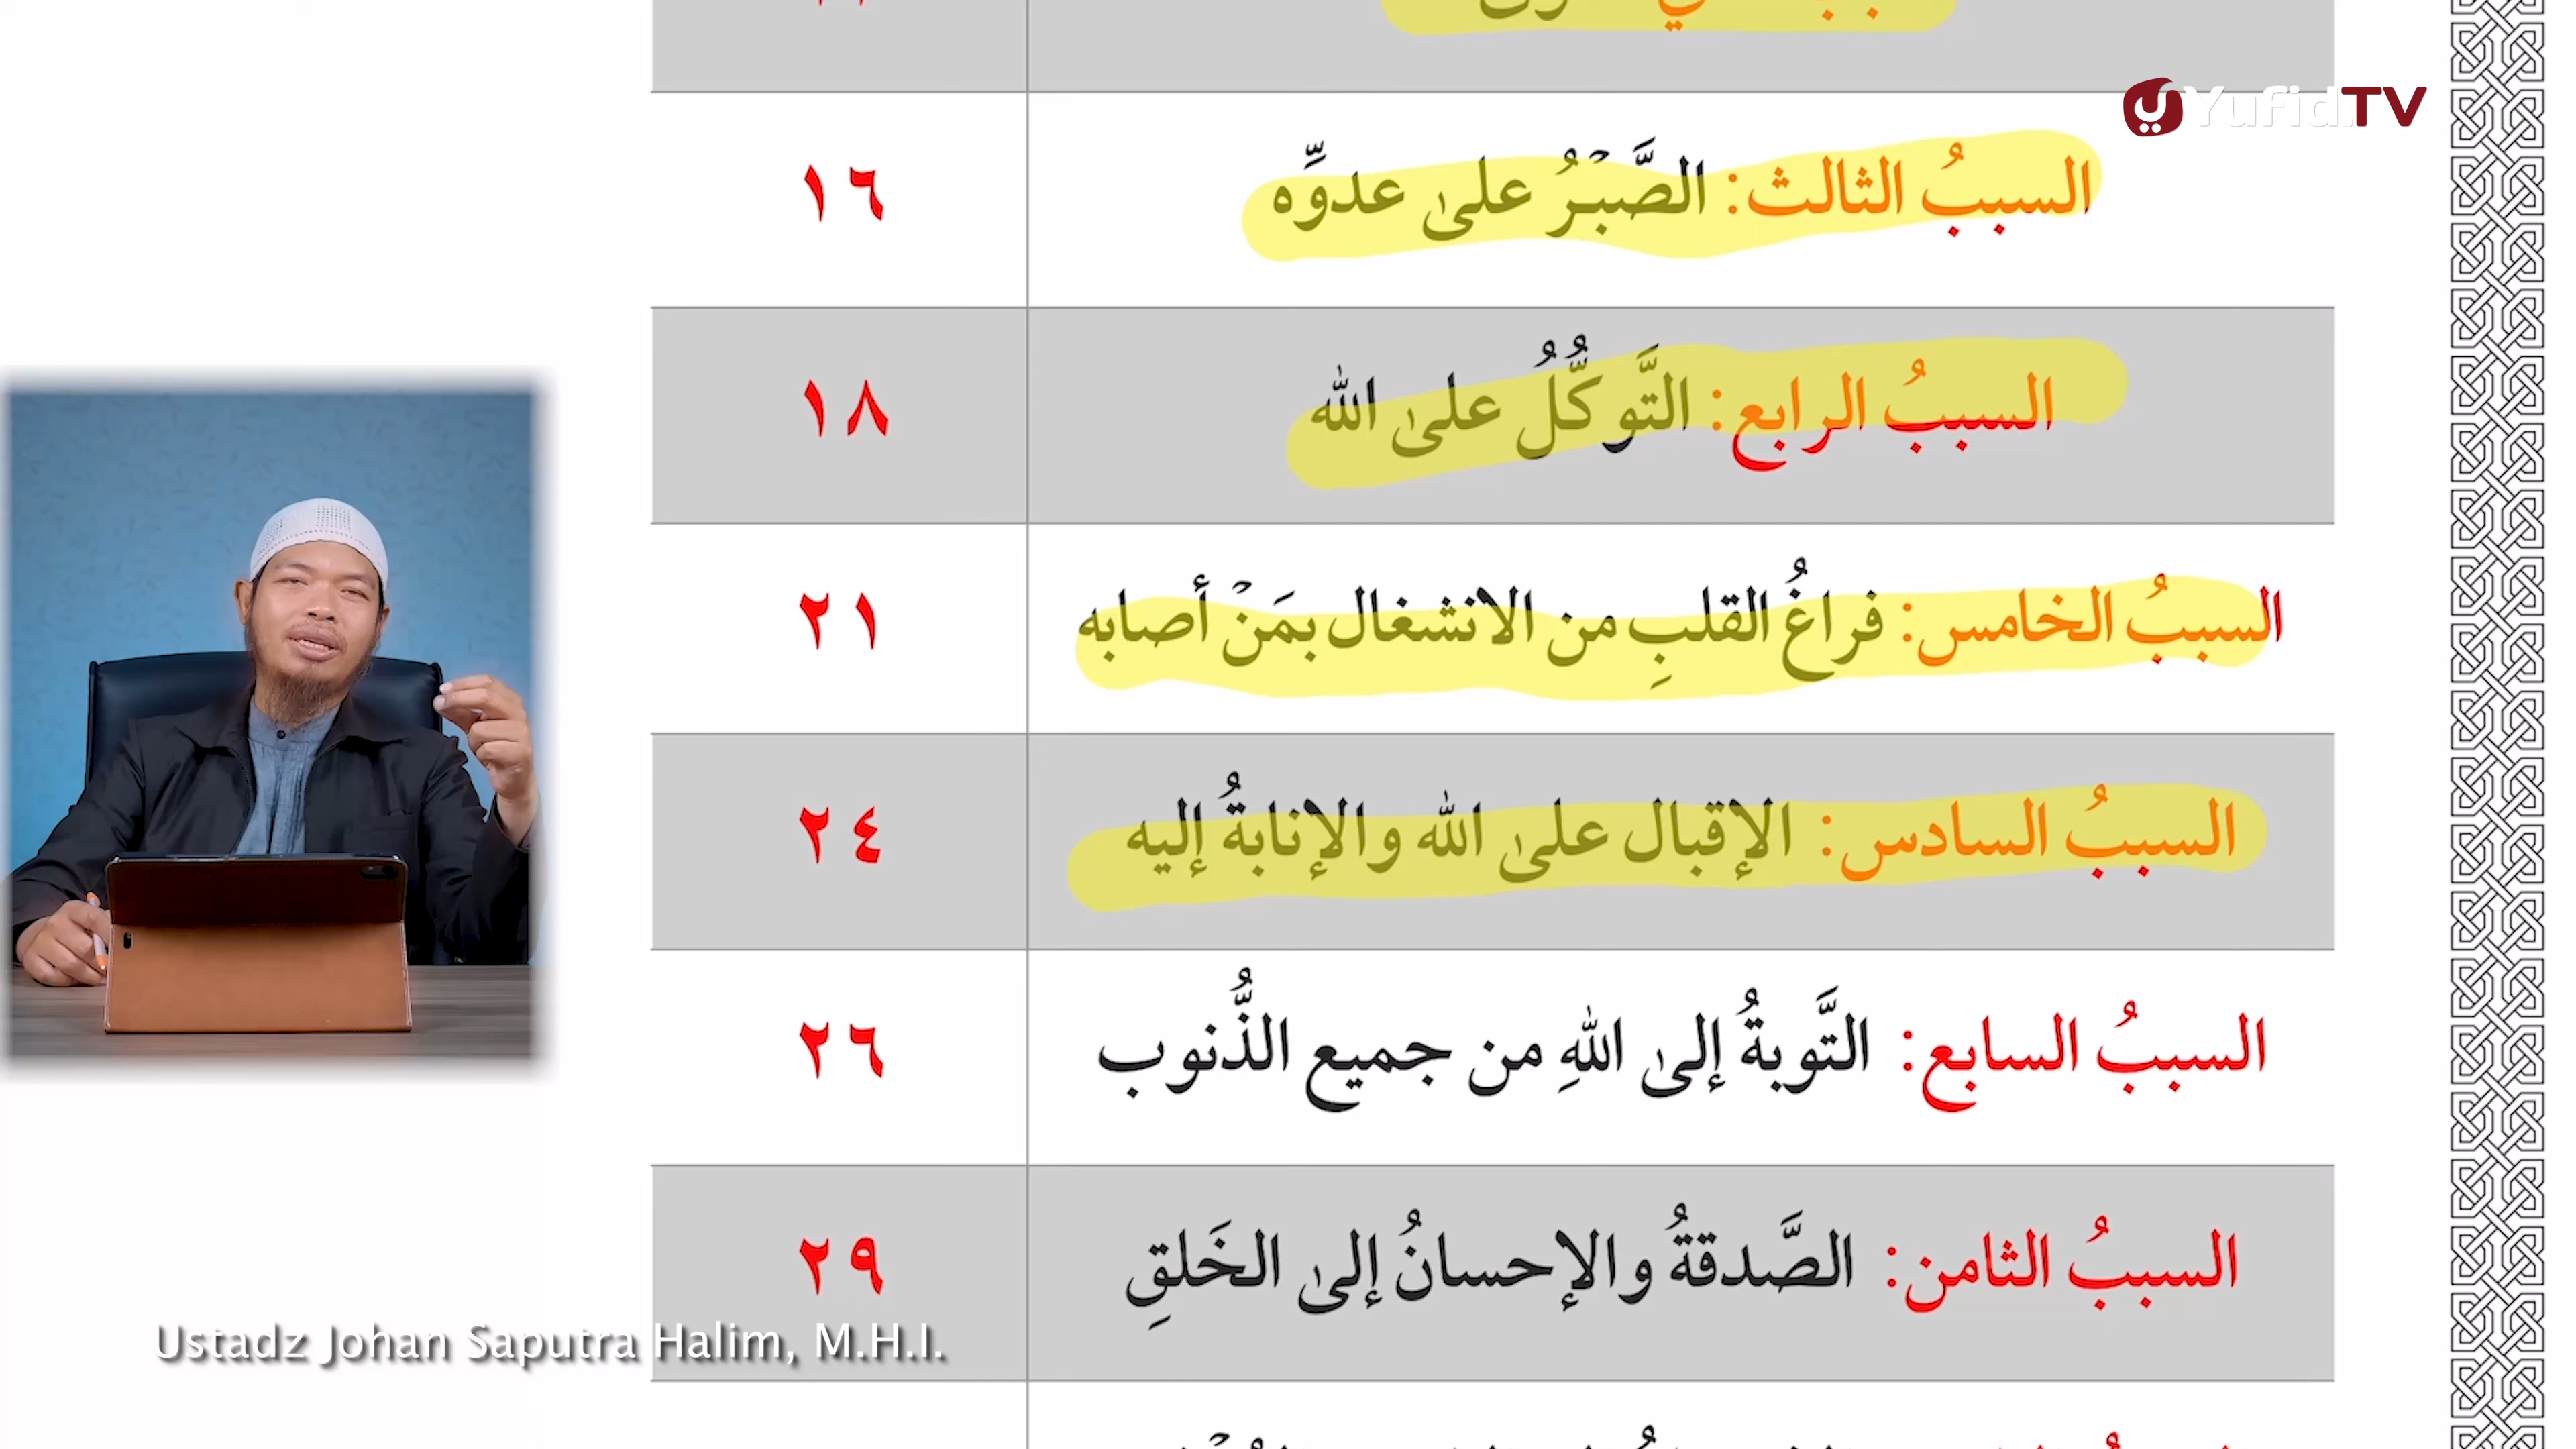 Yufid.TV
السببُ الثالث: الصَّبْرُ على عدوِّه
١٦
السببُ الرابع: التَّوكُّلُ على الله
١٨
السببُ الخامس: فراغُ القلبِ من الانشغال بمَنْ أصابه
٢١
السببُ السادس: الإقبال على الله والإنابةُ إليه
٢٤
السببُ السابع: التَّوبةُ إلى اللهِ من جميع الذُّنوب
٢٦
السببُ الثامن: الصَّدقةُ والإحسانُ إلى الخَلقِ
٢٩
Ustadz Johan Saputra Halim, M.H.I.